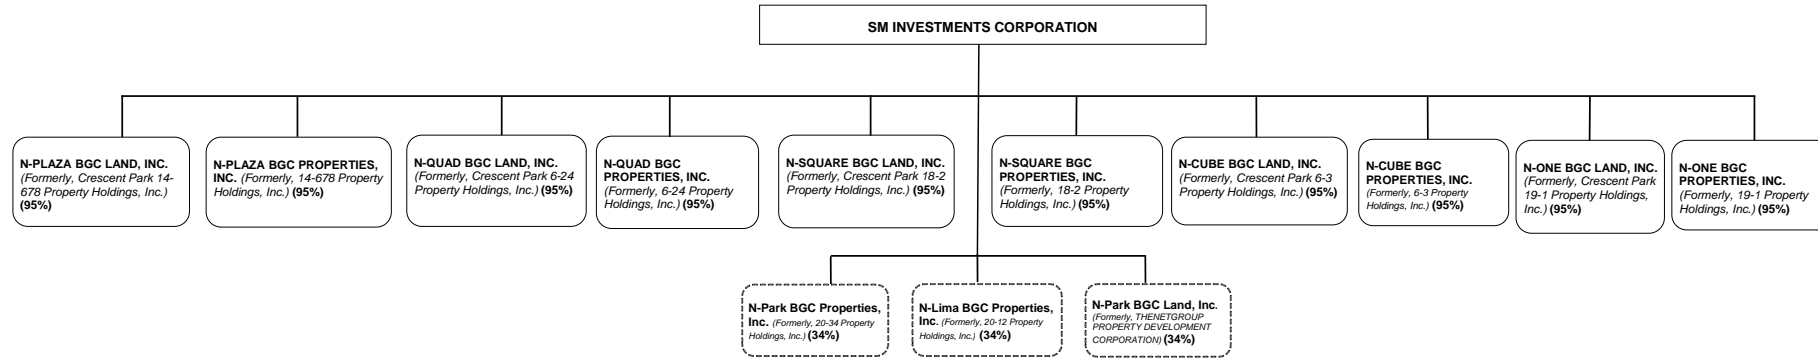 SM INVESTMENTS CORPORATION
N-PLAZA BGC LAND, INC.
(Formerly, Crescent Park 14-
678 Property Holdings, Inc.)
(95%)
N-PLAZA BGC PROPERTIES,
INC. (Formerly, 14-678 Property
Holdings, Inc.) (95%)
N-QUAD BGC LAND, INC.
(Formerly, Crescent Park 6-24
Property Holdings, Inc.) (95%)
N-QUAD BGC
PROPERTIES, INC.
(Formerly, 6-24 Property
Holdings, Inc.) (95%)
N-SQUARE BGC LAND, INC.
(Formerly, Crescent Park 18-2
Property Holdings, Inc.) (95%)
N-SQUARE BGC
PROPERTIES, INC.
(Formerly, 18-2 Property
Holdings, Inc.) (95%)
N-CUBE BGC LAND, INC.
(Formerly, Crescent Park 6-3
Property Holdings, Inc.) (95%)
N-CUBE BGC
PROPERTIES, INC.
(Formerly, 6-3 Property
Holdings, Inc.) (95%)
N-ONE BGC LAND, INC.
(Formerly, Crescent Park
19-1 Property Holdings,
Inc.) (95%)
N-ONE BGC
PROPERTIES, INC.
(Formerly, 19-1 Property
Holdings, Inc.) (95%)
N-Park BGC Properties,
Inc. (Formerly, 20-34 Property
Holdings, Inc.) (34%)
N-Lima BGC Properties,
Inc. (Formerly, 20-12 Property
Holdings, Inc.) (34%)
N-Park BGC Land, Inc.
(Formerly, THENETGROUP
PROPERTY DEVELOPMENT
CORPORATION) (34%)